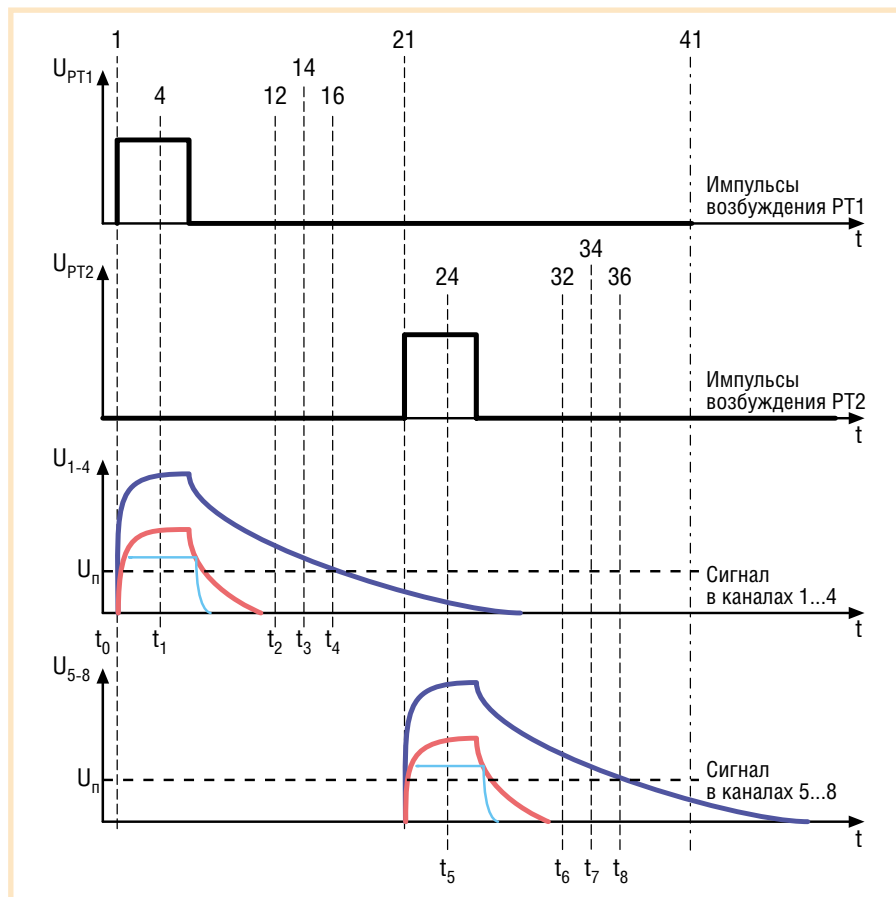 1 21 41
U_РТ1 4 12 14 16
Импульсы
возбуждения РТ1
t
U_РТ2 24 32 34 36
Импульсы
возбуждения РТ2
t
U_1-4
U_п
Сигнал
в каналах 1...4
t
t_0 t_1 t_2 t_3 t_4
U_5-8
U_п
Сигнал
в каналах 5...8
t
t_5 t_6 t_7 t_8